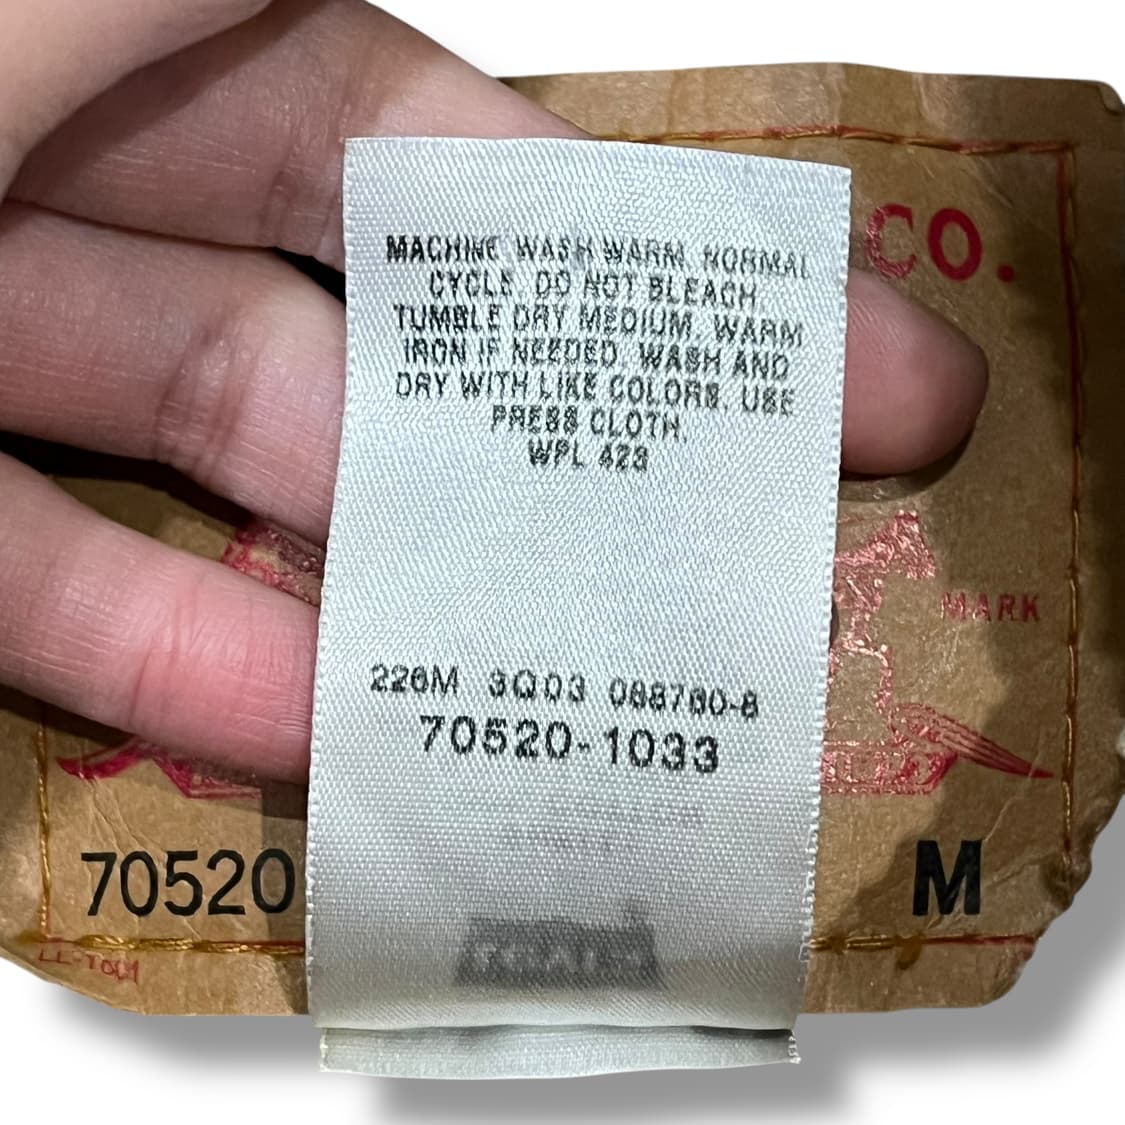 CO.
MACHINE WASH WARM, NORMAL
CYCLE. DO NOT BLEACH.
TUMBLE DRY MEDIUM. WARM
IRON IF NEEDED. WASH AND
DRY WITH LIKE COLORS. USE
PRESS CLOTH.
WPL 423
MARK
226M 3Q03 088760-8
70520-1033
70520
M